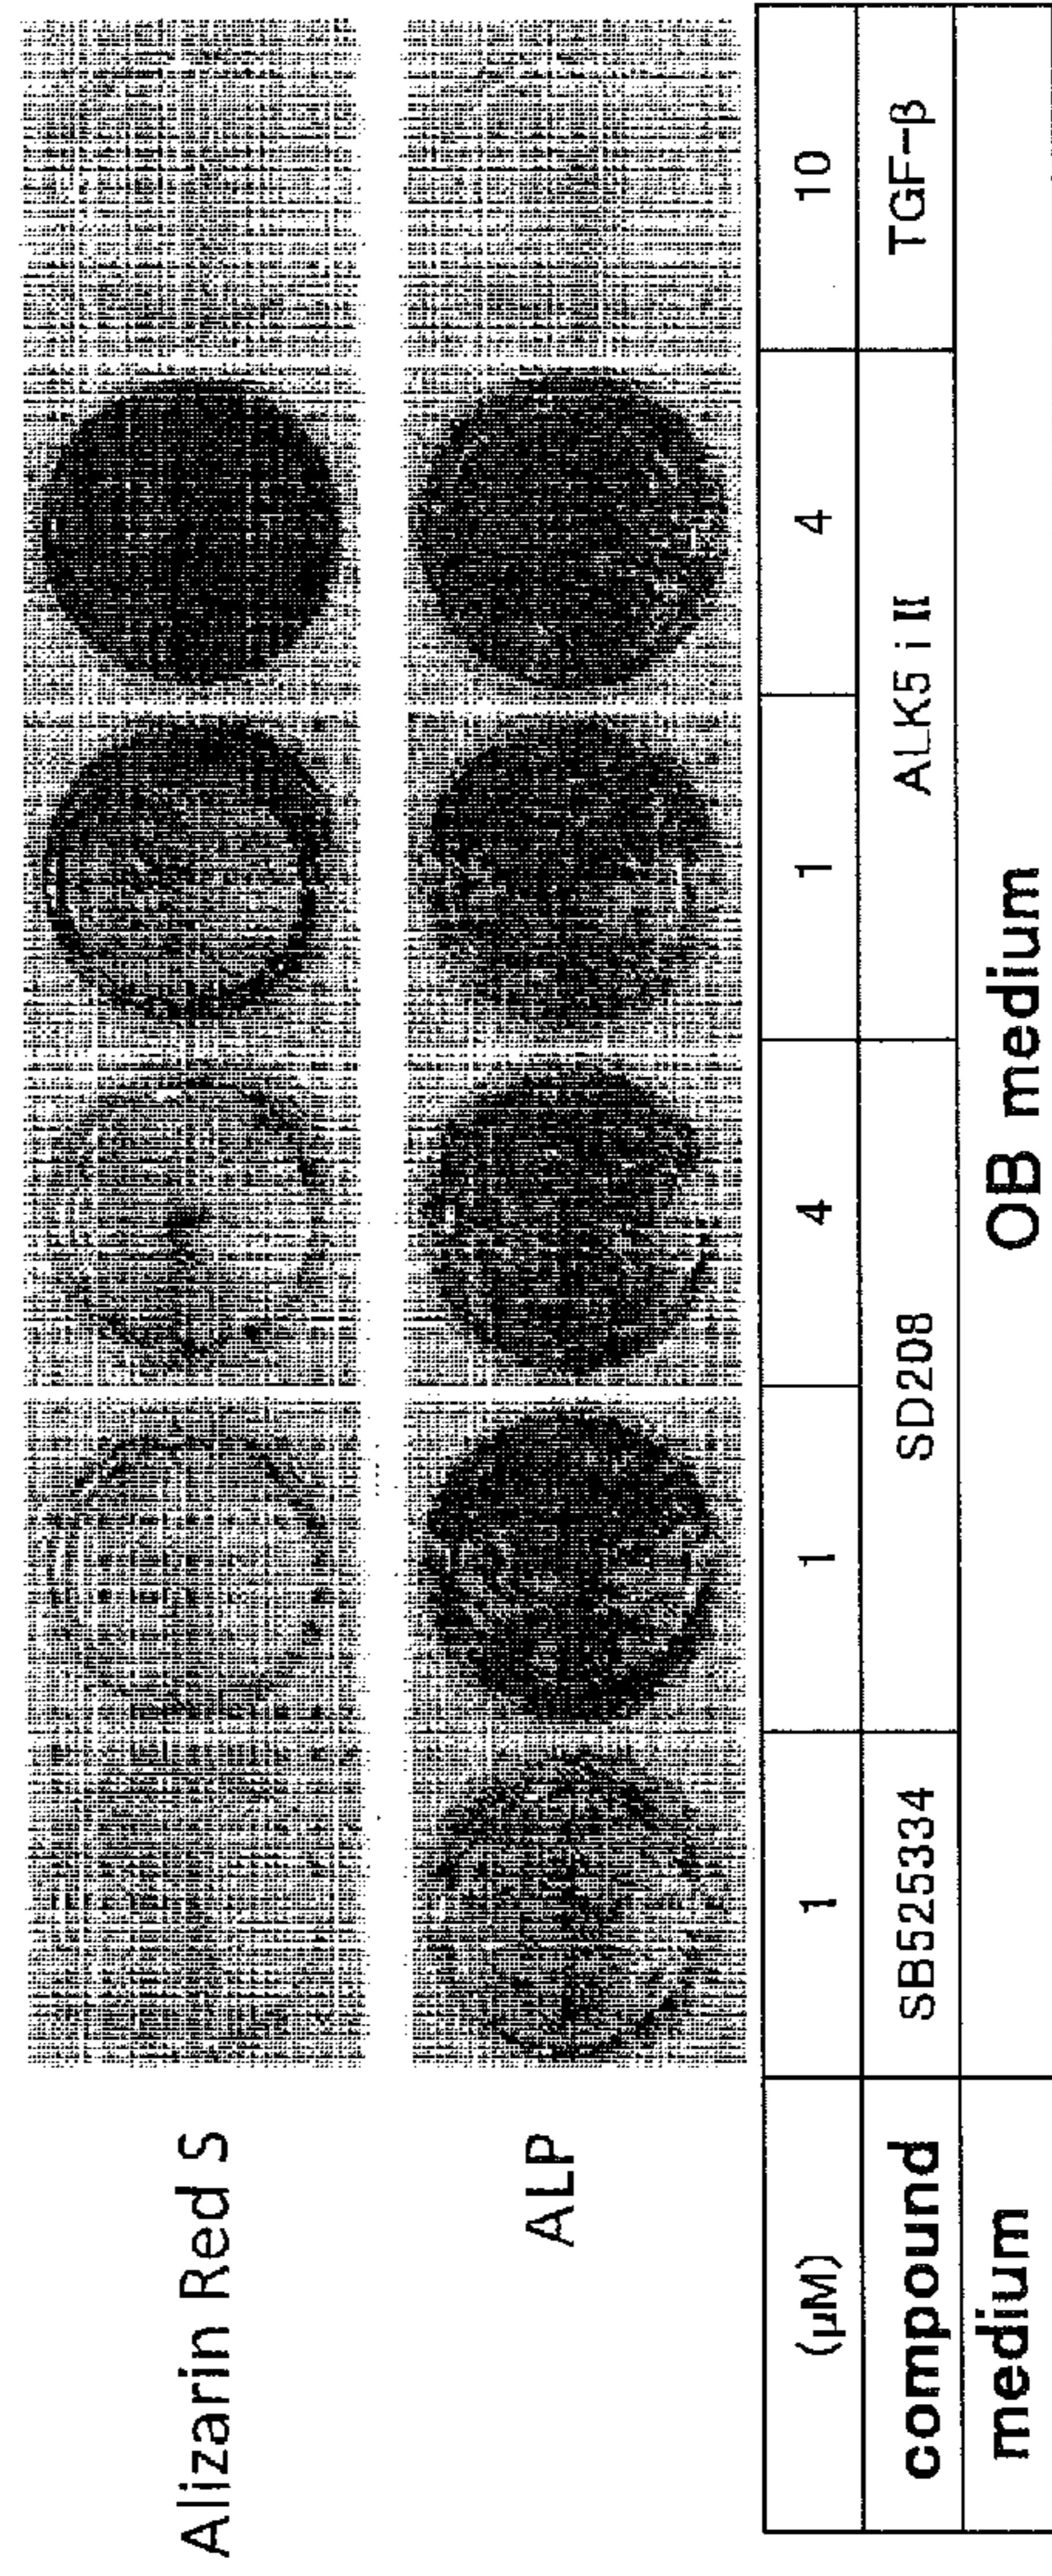 Alizarin Red S
ALP
(μM) 1 1 4 1 4 10
compound SB525334 SD208 ALK5 i II TGF-β
medium OB medium